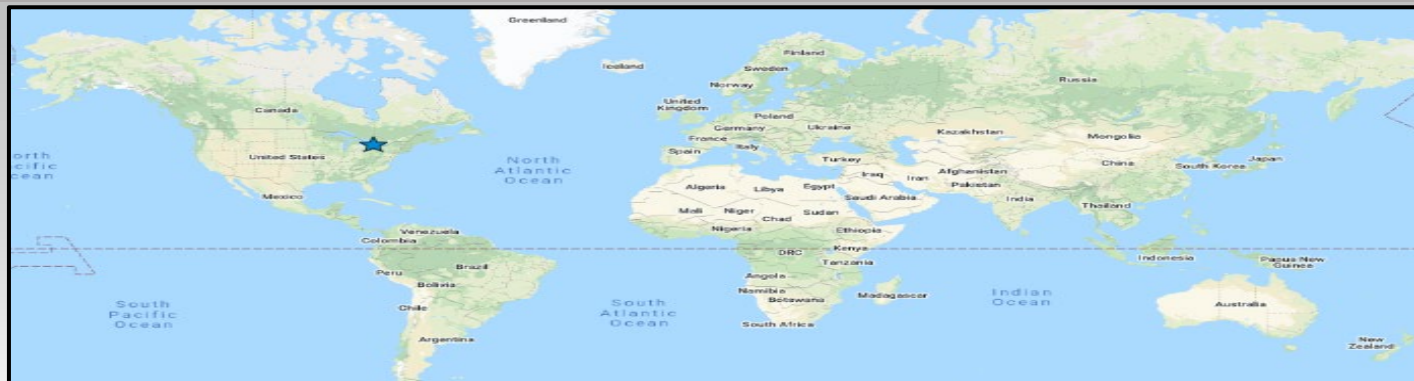 Greenland
Iceland
Finland
Sweden
Norway
Russia
United
Kingdom
Canada
Poland
Germany
Ukraine
France
Kazakhstan
Mongolia
Italy
Spain
United States
North
Atlantic
Ocean
orth
cific
cean
Turkey
China
South Korea
Japan
Iraq
Iran
Afghanistan
Pakistan
Algeria
Libya
Egypt
Saudi Arabia
India
Mexico
Mali
Niger
Chad
Sudan
Thailand
Nigeria
Ethiopia
Venezuela
Colombia
DRC
Kenya
Tanzania
Indonesia
Papua New
Guinea
Peru
Brazil
Bolivia
Angola
Namibia
Botswana
Madagascar
Indian
Ocean
South
Pacific
Ocean
Chile
South
Atlantic
Ocean
South Africa
Australia
Argentina
New
Zealand